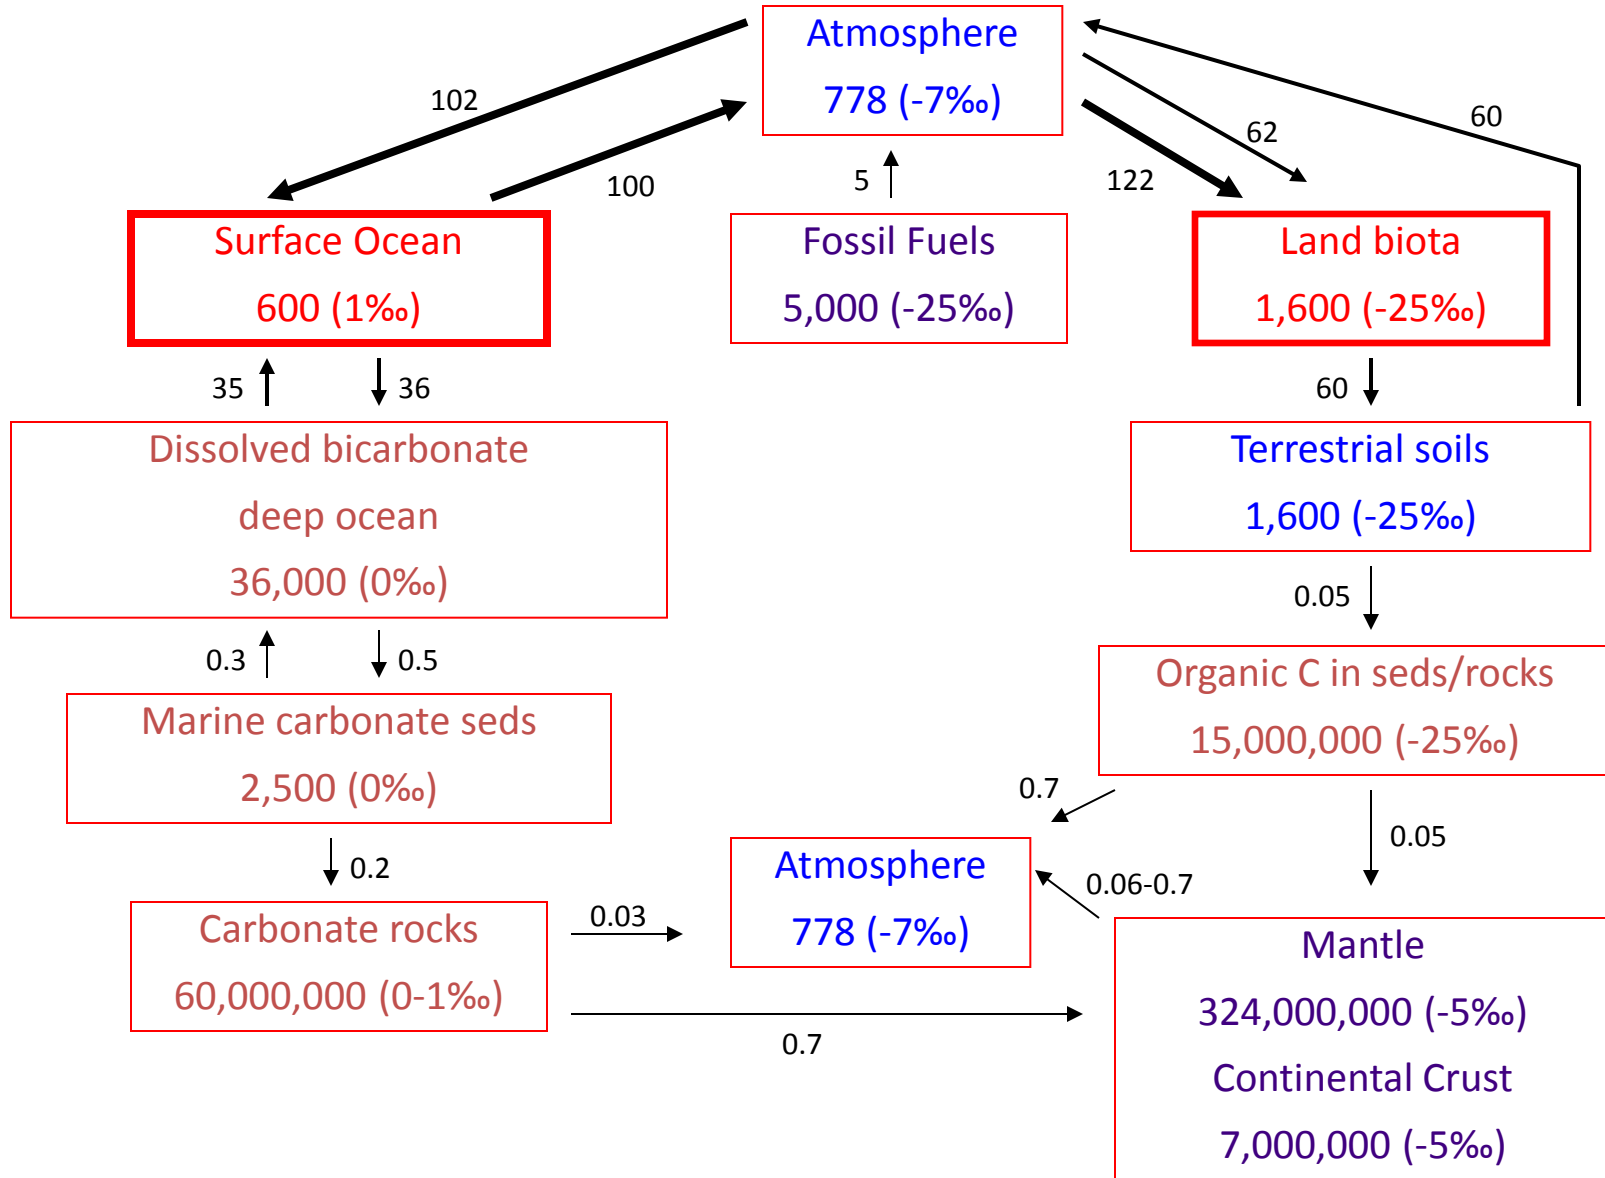 Atmosphere
778 (-7‰)
102
100
5
62
122
60
Surface Ocean
600 (1‰)
Fossil Fuels
5,000 (-25‰)
Land biota
1,600 (-25‰)
35
36
60
Dissolved bicarbonate
deep ocean
36,000 (0‰)
Terrestrial soils
1,600 (-25‰)
0.05
0.3
0.5
Organic C in seds/rocks
15,000,000 (-25‰)
Marine carbonate seds
2,500 (0‰)
0.7
0.05
0.2
Atmosphere
778 (-7‰)
0.06-0.7
Carbonate rocks
60,000,000 (0-1‰)
0.03
0.7
Mantle
324,000,000 (-5‰)
Continental Crust
7,000,000 (-5‰)